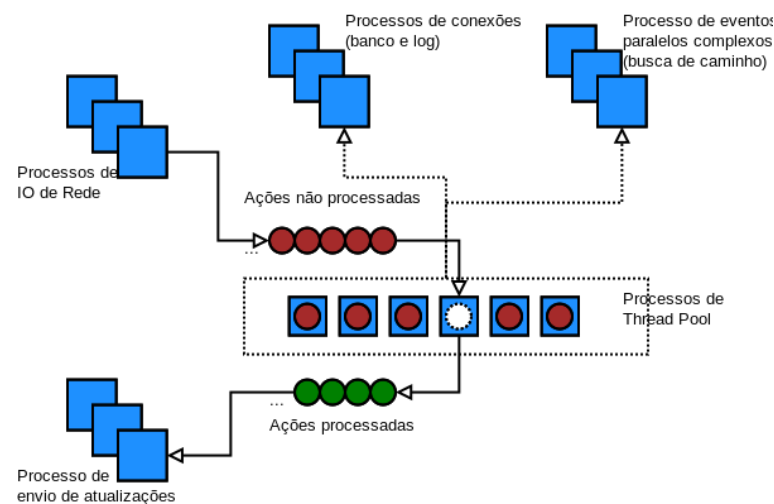 Processos de conexões
(banco e log)
Processo de eventos
paralelos complexos
(busca de caminho)
Processos de
IO de Rede
Ações não processadas
...
Processos de
Thread Pool
...
Ações processadas
Processo de
envio de atualizações